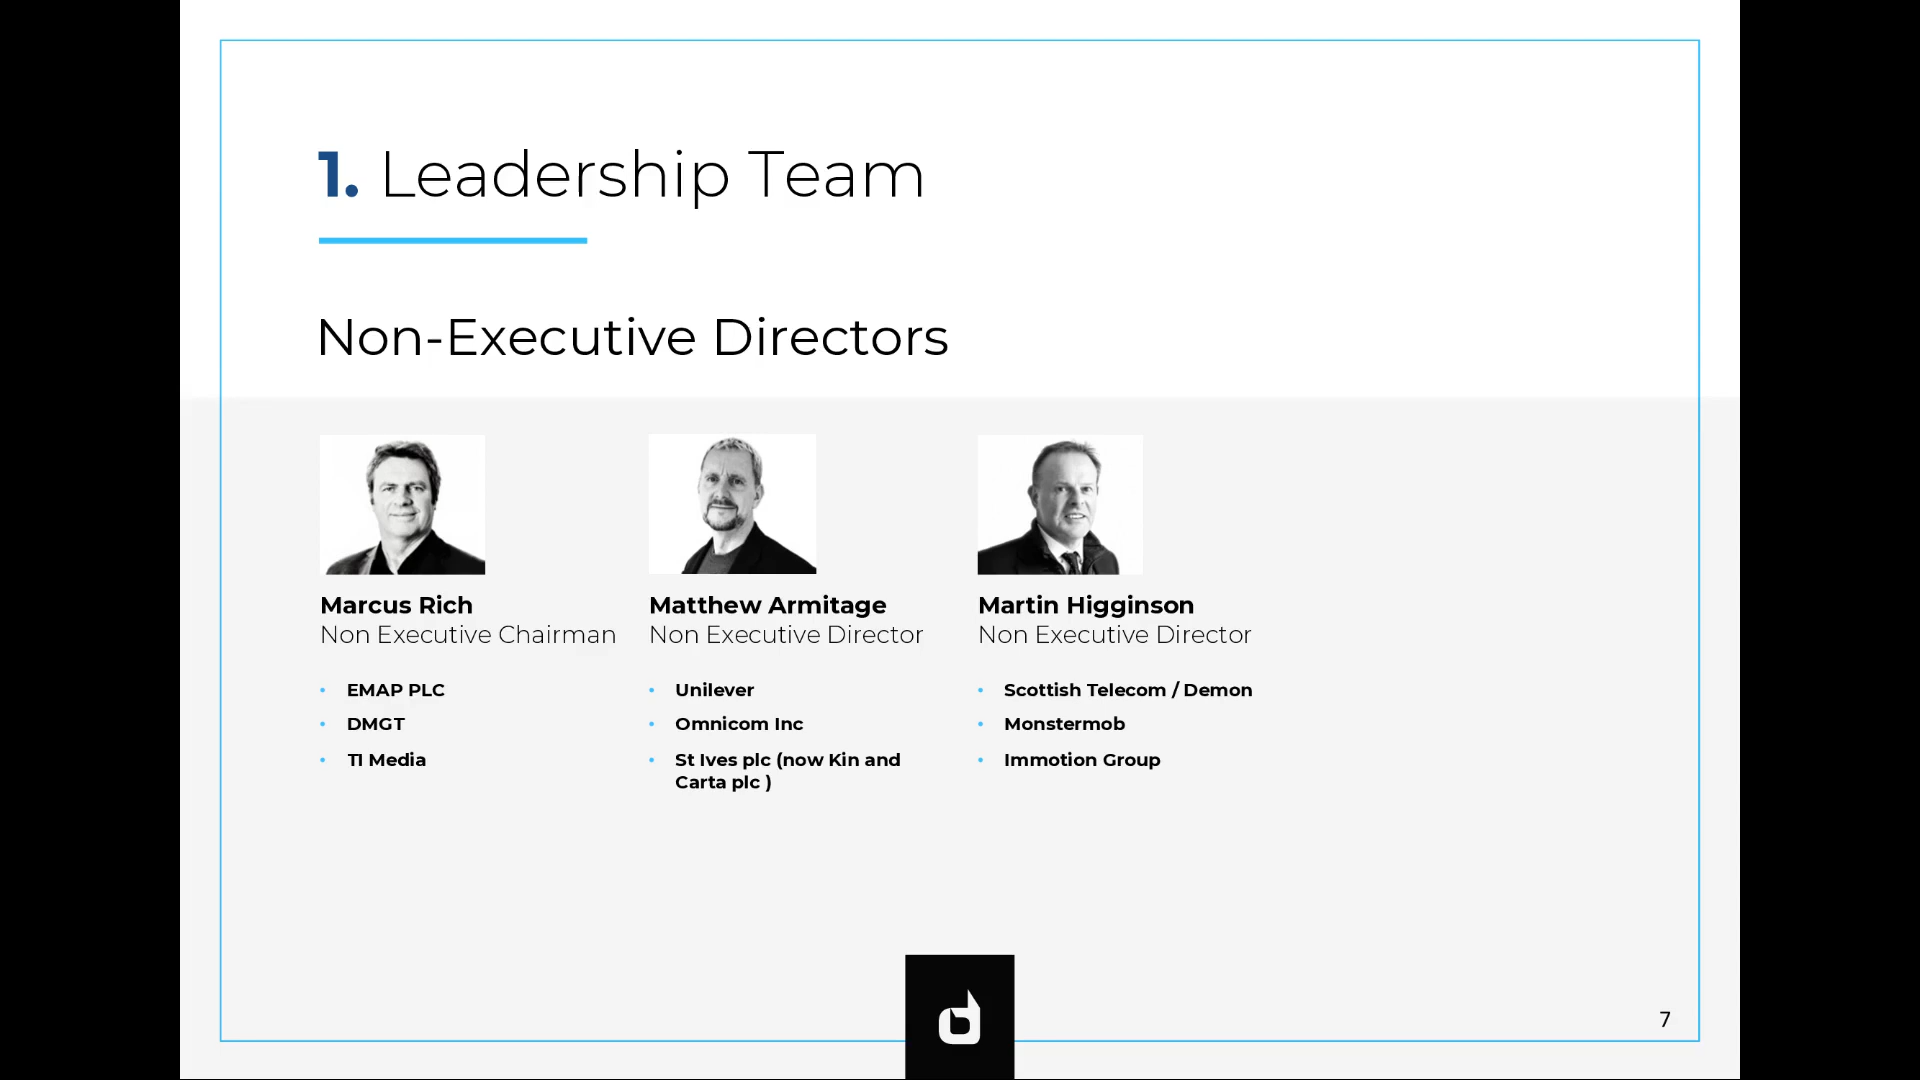 1. Leadership Team
Non-Executive Directors
Marcus Rich
Non Executive Chairman
• EMAP PLC
• DMGT
• TI Media
Matthew Armitage
Non Executive Director
• Unilever
• Omnicom Inc
• St Ives plc (now Kin and
Carta plc )
Martin Higginson
Non Executive Director
• Scottish Telecom / Demon
• Monstermob
• Immotion Group
7